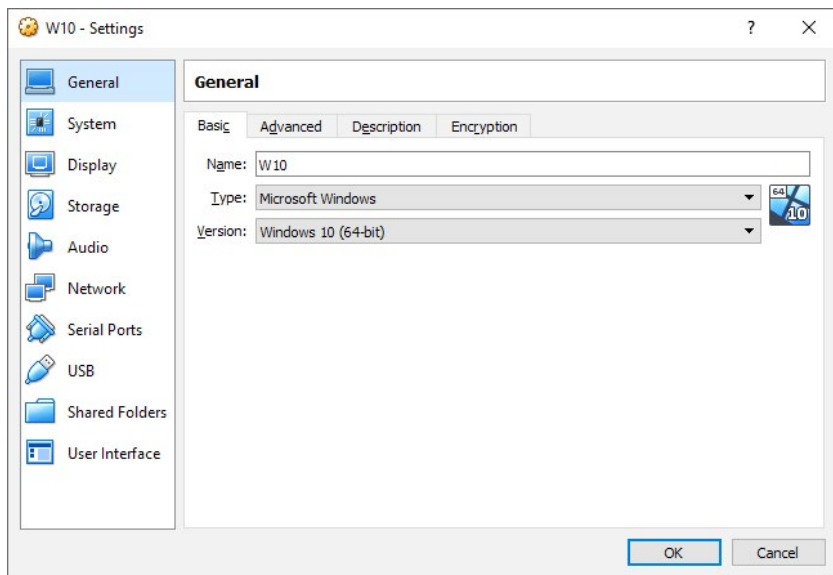 W10 - Settings
?
General
System
Display
Storage
Audio
Network
Serial Ports
USB
Shared Folders
User Interface
General
Basic Advanced Description Encryption
Name: W10
Type: Microsoft Windows
64
10
Version: Windows 10 (64-bit)
OK Cancel